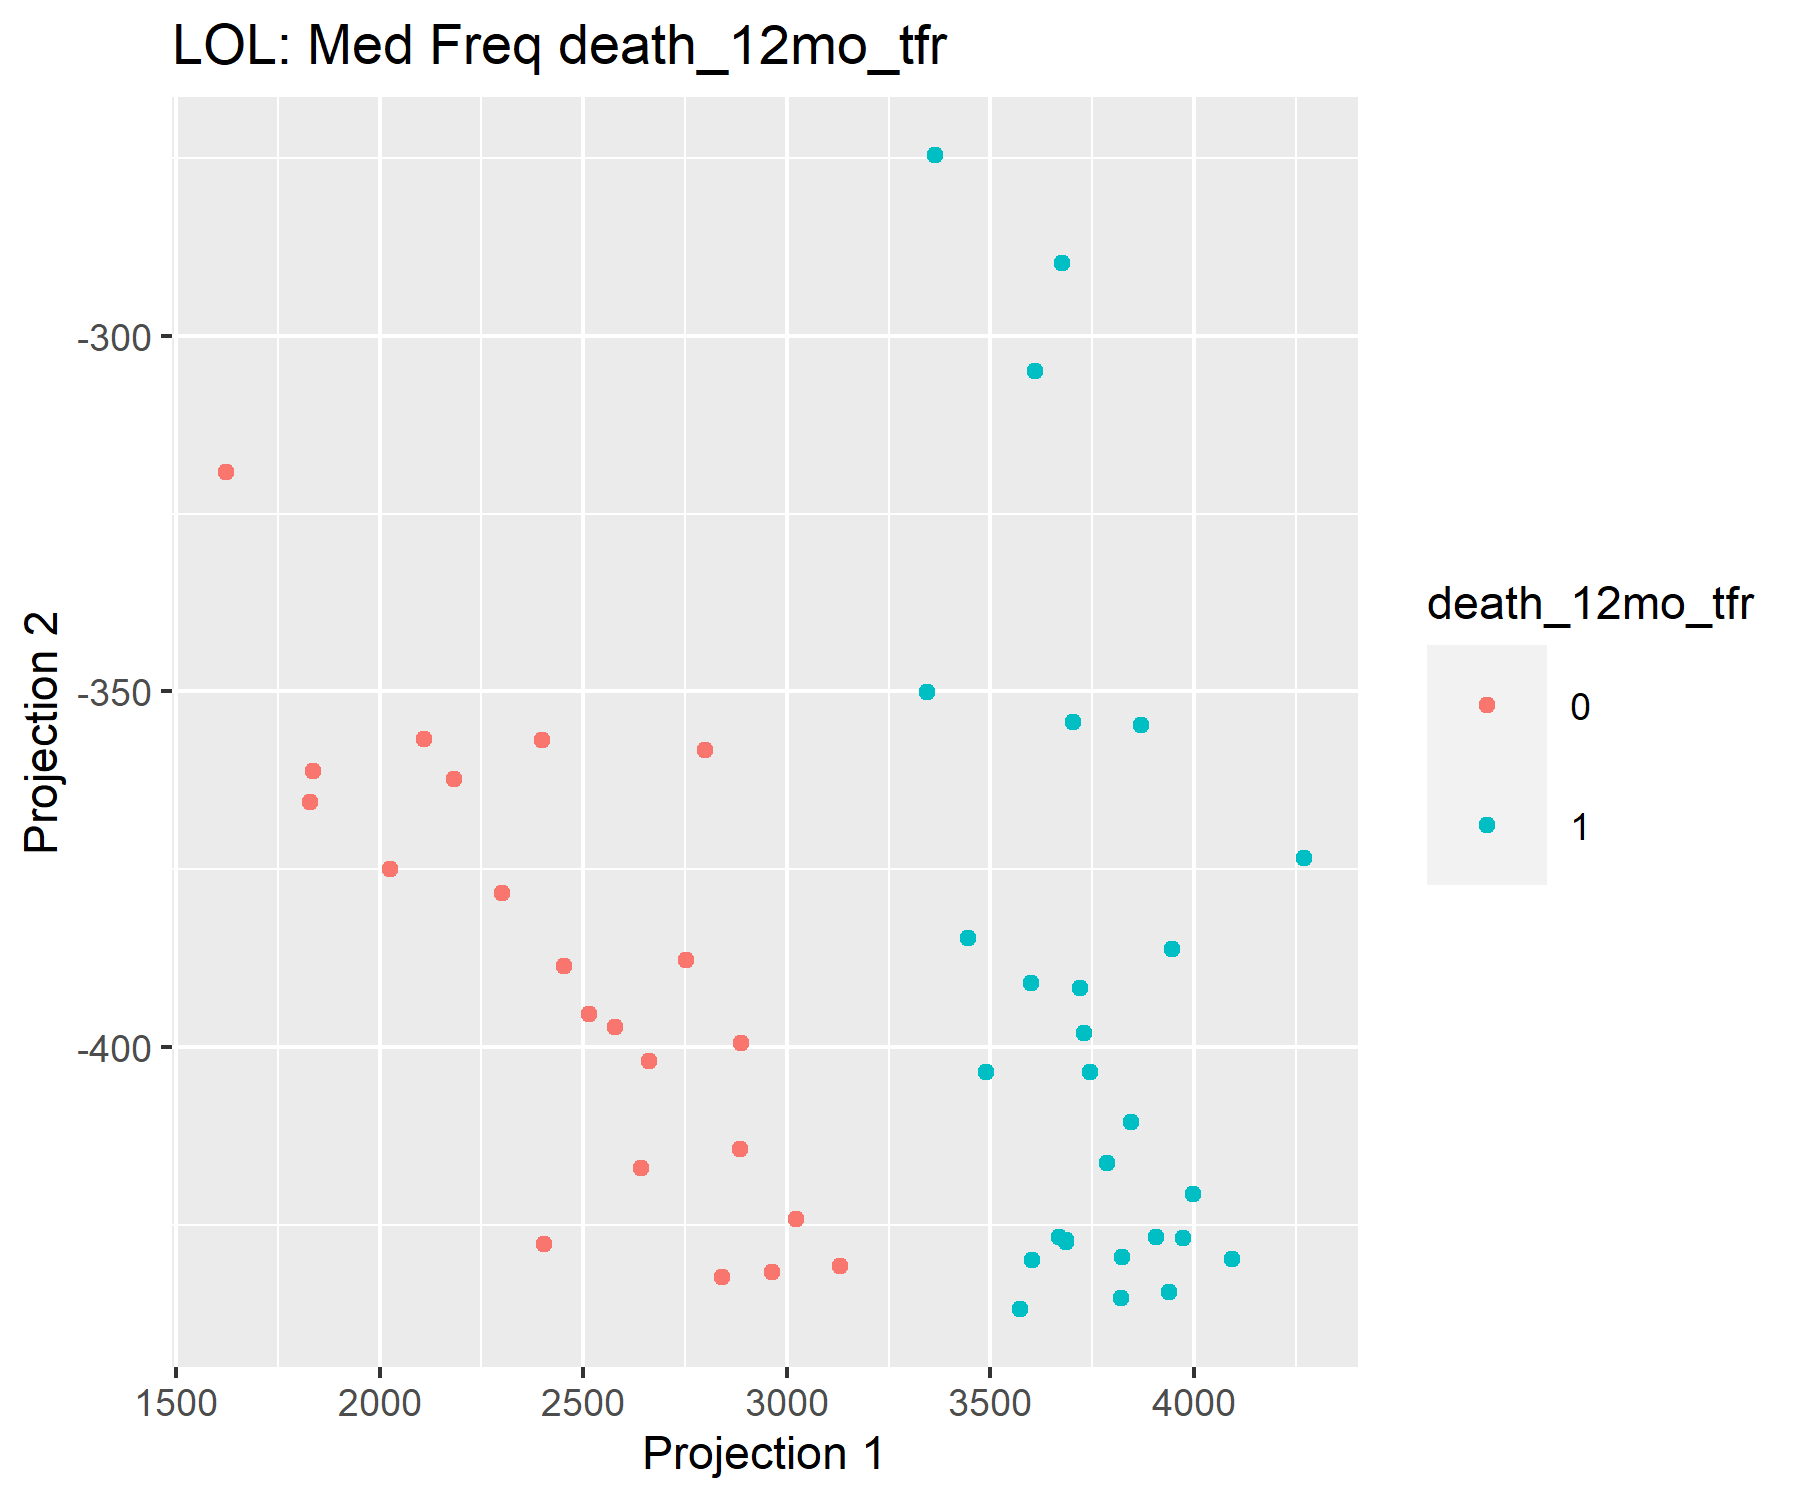 LOL: Med Freq death_12mo_tfr
-300
-350
-400
Projection 2
1500 2000 2500 3000 3500 4000
Projection 1
death_12mo_tfr
0
1